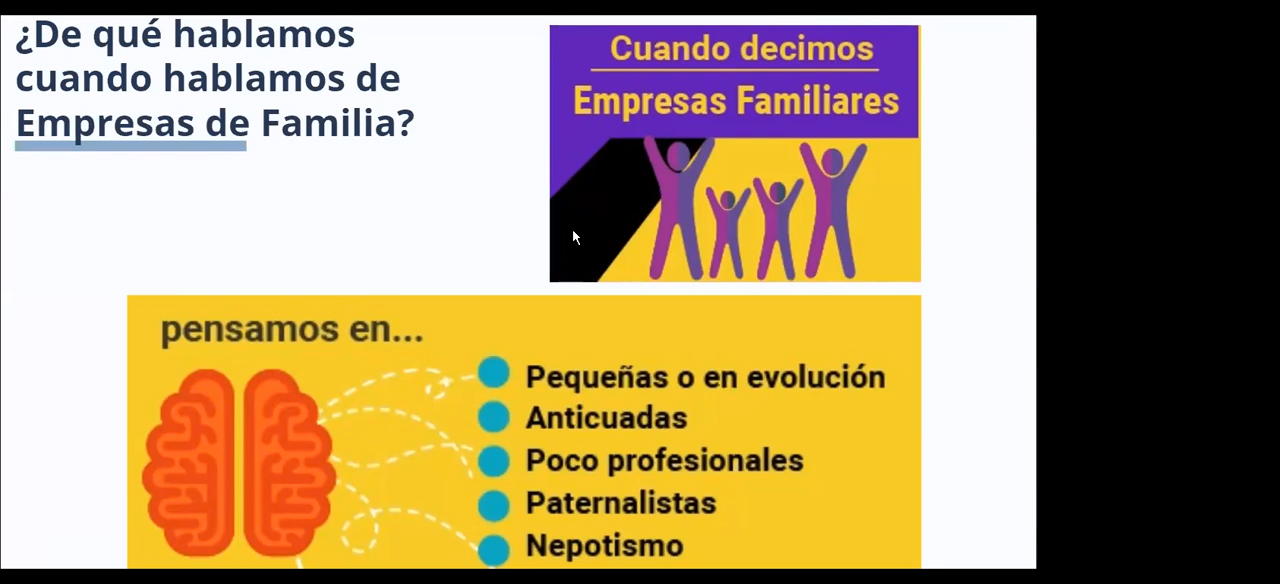 ¿De qué hablamos
cuando hablamos de
Empresas de Familia?
Cuando decimos
Empresas Familiares
pensamos en...
Pequeñas o en evolución
Anticuadas
Poco profesionales
Paternalistas
Nepotismo